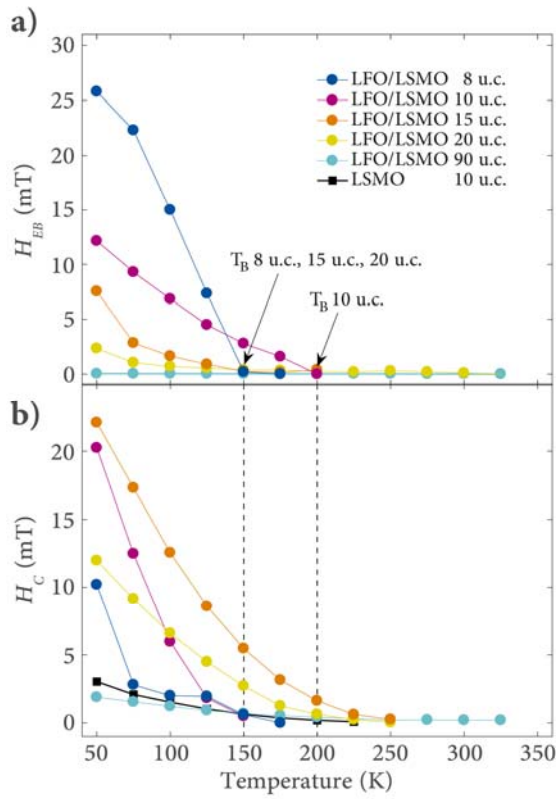 a)
30
25
20
15
10
5
0
H_EB (mT)
LFO/LSMO 8 u.c.
LFO/LSMO 10 u.c.
LFO/LSMO 15 u.c.
LFO/LSMO 20 u.c.
LFO/LSMO 90 u.c.
LSMO 10 u.c.
T_B 8 u.c., 15 u.c., 20 u.c.
T_B 10 u.c.
b)
20
15
10
5
0
H_C (mT)
50 100 150 200 250 300 350
Temperature (K)